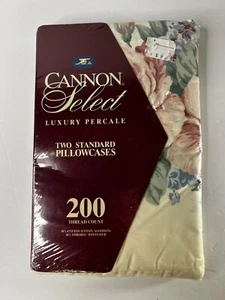 CANNON
Select
LUXURY PERCALE
TWO STANDARD
PILLOWCASES
200
THREAD COUNT